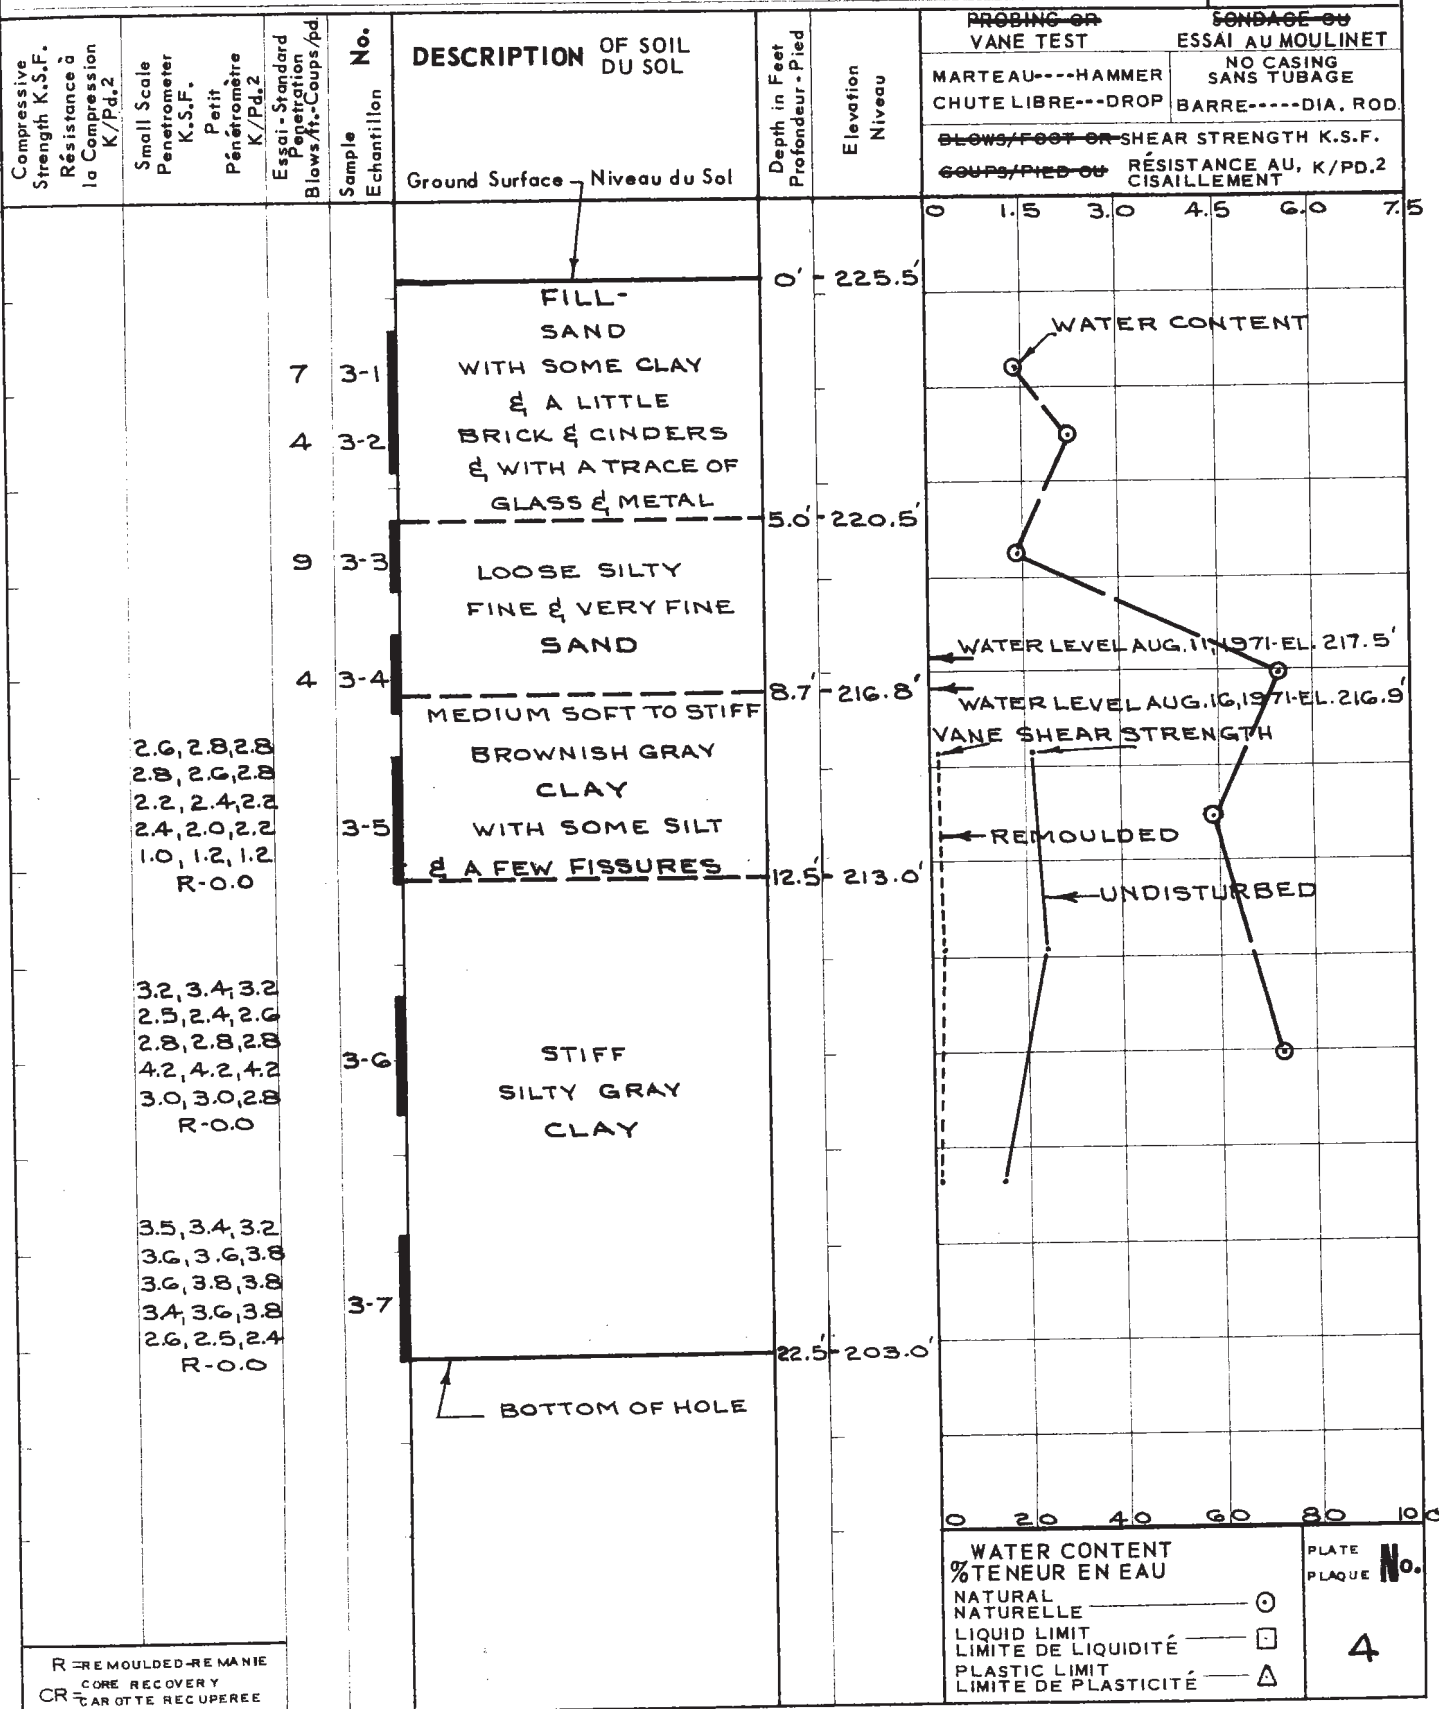 Compressive
Strength K.S.F.
Résistance à
la Compression
K/Pd.2
Small Scale
Penetrometer
K.S.F.
Petit
Pénétromètre
K/Pd.2
Essai-Standard
Penetration
Blows/ft.-Coups/pd.
Sample No.
Echantillon
DESCRIPTION OF SOIL
DU SOL
Ground Surface Niveau du Sol
Depth in Feet
Profondeur - Pied
Elevation
Niveau
PROBING OR
VANE TEST
SONDAGE OU
ESSAI AU MOULINET
MARTEAU----HAMMER
CHUTE LIBRE---DROP
NO CASING
SANS TUBAGE
BARRE-----DIA. ROD
BLOWS/FOOT OR SHEAR STRENGTH K.S.F.
COUPS/PIED OU RÉSISTANCE AU, K/PD.2
CISAILLEMENT
0 1.5 3.0 4.5 6.0 7.5
0' - 225.5'
FILL-
SAND
WITH SOME CLAY
& A LITTLE
BRICK & CINDERS
& WITH A TRACE OF
GLASS & METAL
7 3-1
4 3-2
WATER CONTENT
5.0' - 220.5'
9 3-3
LOOSE SILTY
FINE & VERY FINE
SAND
4 3-4
WATER LEVEL AUG. 11, 1971-EL. 217.5'
8.7' - 216.8'
WATER LEVEL AUG. 16, 1971-EL. 216.9'
MEDIUM SOFT TO STIFF
BROWNISH GRAY
CLAY
WITH SOME SILT
& A FEW FISSURES
VANE SHEAR STRENGTH
2.6, 2.8, 2.8
2.8, 2.6, 2.8
2.2, 2.4, 2.2
2.4, 2.0, 2.2
1.0, 1.2, 1.2
R-0.0
3-5
REMOULDED
12.5' - 213.0'
UNDISTURBED
3.2, 3.4, 3.2
2.5, 2.4, 2.6
2.8, 2.8, 2.8
4.2, 4.2, 4.2
3.0, 3.0, 2.8
R-0.0
3-6
STIFF
SILTY GRAY
CLAY
3.5, 3.4, 3.2
3.6, 3.6, 3.8
3.6, 3.8, 3.8
3.4, 3.6, 3.8
2.6, 2.5, 2.4
R-0.0
3-7
22.5' - 203.0'
BOTTOM OF HOLE
0 20 40 60 80 100
WATER CONTENT
% TENEUR EN EAU
NATURAL
NATURELLE
LIQUID LIMIT
LIMITE DE LIQUIDITÉ
PLASTIC LIMIT
LIMITE DE PLASTICITÉ
PLATE
PLAQUE No.
4
R = REMOULDED-REMANIE
CR = CORE RECOVERY
CAROTTE RECUPEREE